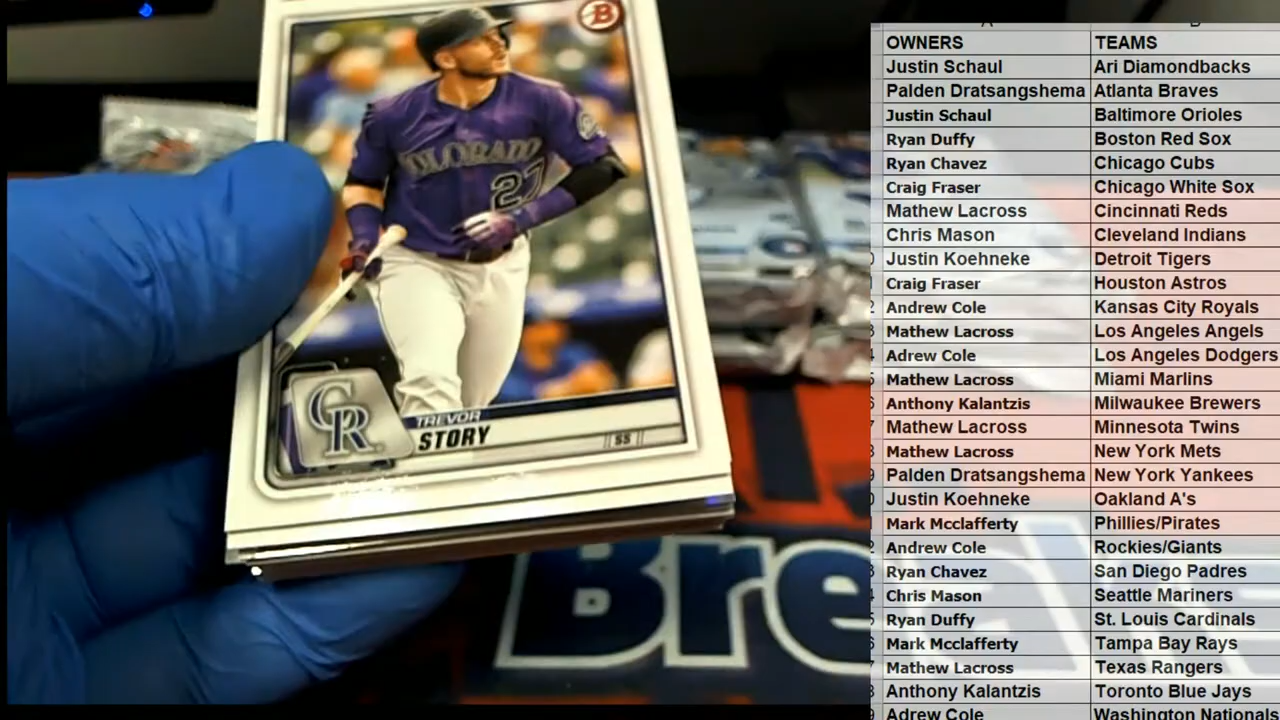 B
COLORADO
27
CR
TREVOR
STORY
SS
Bre
OWNERS TEAMS
Justin Schaul Ari Diamondbacks
Palden Dratsangshema Atlanta Braves
Justin Schaul Baltimore Orioles
Ryan Duffy Boston Red Sox
Ryan Chavez Chicago Cubs
Craig Fraser Chicago White Sox
Mathew Lacross Cincinnati Reds
Chris Mason Cleveland Indians
Justin Koehneke Detroit Tigers
Craig Fraser Houston Astros
Andrew Cole Kansas City Royals
Mathew Lacross Los Angeles Angels
Adrew Cole Los Angeles Dodgers
Mathew Lacross Miami Marlins
Anthony Kalantzis Milwaukee Brewers
Mathew Lacross Minnesota Twins
Mathew Lacross New York Mets
Palden Dratsangshema New York Yankees
Justin Koehneke Oakland A's
Mark Mcclafferty Phillies/Pirates
Andrew Cole Rockies/Giants
Ryan Chavez San Diego Padres
Chris Mason Seattle Mariners
Ryan Duffy St. Louis Cardinals
Mark Mcclafferty Tampa Bay Rays
Mathew Lacross Texas Rangers
Anthony Kalantzis Toronto Blue Jays
Adrew Cole Washington Nationals